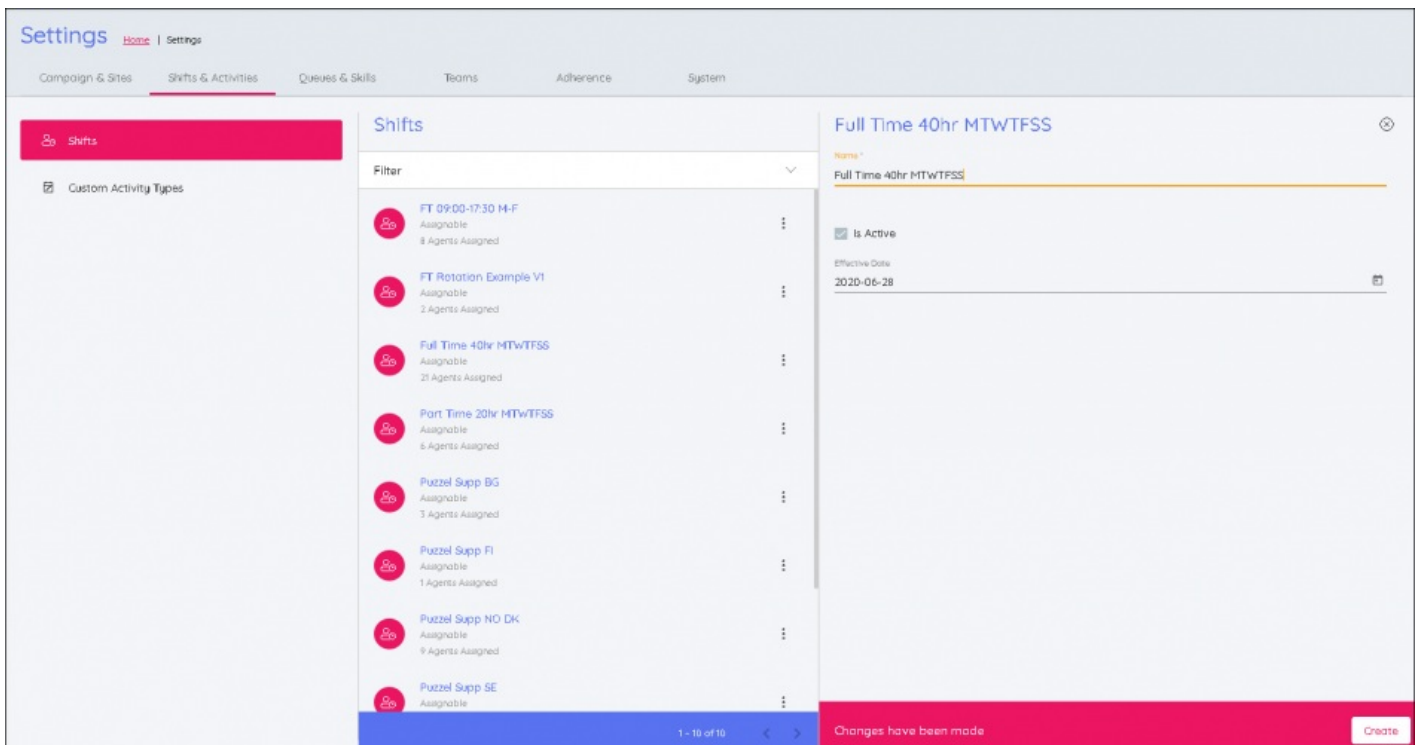 Settings Home | Settings
Campaign & Sites Shifts & Activities Queues & Skills Teams Adherence System
Shifts
Custom Activity Types
Shifts
Filter
FT 09:00-17:30 M-F
Assignable
8 Agents Assigned
FT Rotation Example V1
Assignable
2 Agents Assigned
Full Time 40hr MTWTFSS
Assignable
21 Agents Assigned
Part Time 20hr MTWTFSS
Assignable
6 Agents Assigned
Puzzel Supp BG
Assignable
3 Agents Assigned
Puzzel Supp FI
Assignable
1 Agents Assigned
Puzzel Supp NO DK
Assignable
9 Agents Assigned
Puzzel Supp SE
Assignable
1 - 10 of 10
Full Time 40hr MTWTFSS
Name *
Full Time 40hr MTWTFSS
Is Active
Effective Date
2020-06-28
Changes have been made Create